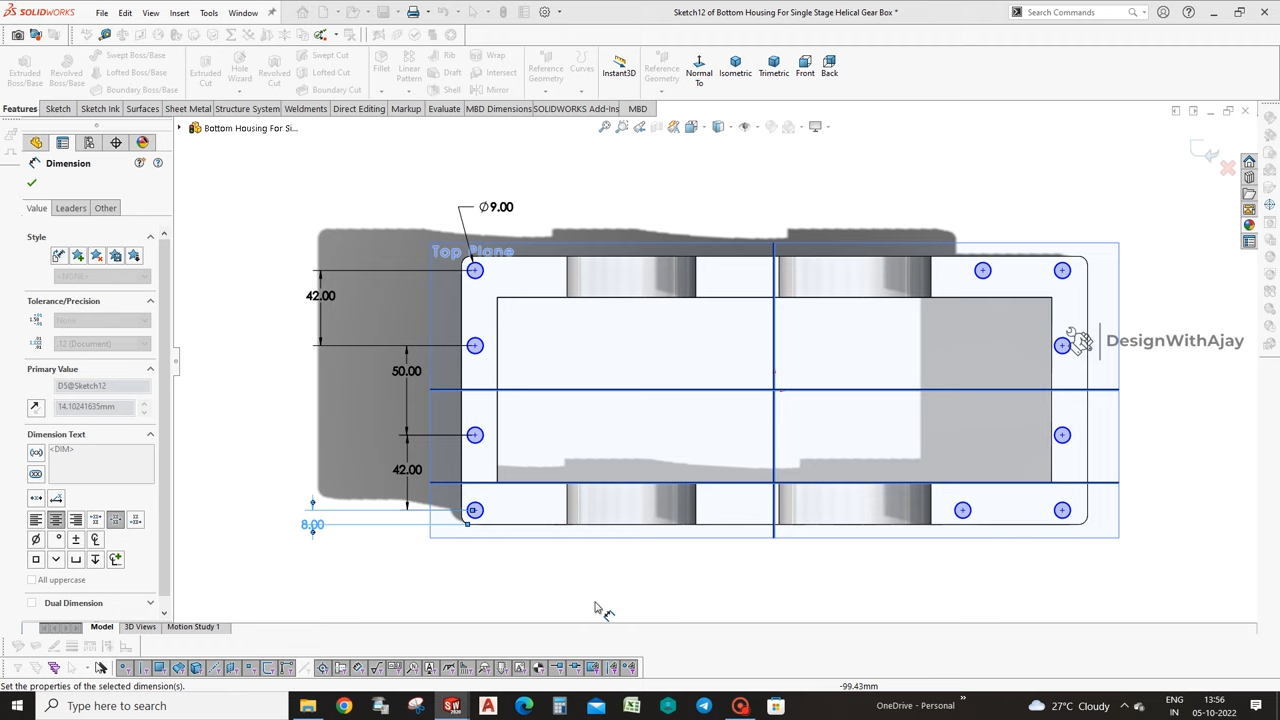 SOLIDWORKS File Edit View Insert Tools Window Sketch12 of Bottom Housing For Single Stage Helical Gear Box * Search Commands
Extruded Boss/Base Revolved Boss/Base Swept Boss/Base Lofted Boss/Base Boundary Boss/Base Extruded Cut Hole Wizard Revolved Cut Swept Cut Lofted Cut Boundary Cut Fillet Linear Pattern Rib Draft Shell Wrap Intersect Mirror Reference Geometry Curves Instant3D Reference Geometry Normal To Isometric Trimetric Front Back
Features Sketch Sketch Ink Surfaces Sheet Metal Structure System Weldments Direct Editing Markup Evaluate MBD Dimensions SOLIDWORKS Add-Ins MBD
Bottom Housing For Si...
Dimension
Value Leaders Other
Style
<NONE>
Tolerance/Precision
None
.12 (Document)
Primary Value
D5@Sketch12
14.10241635mm
Dimension Text
<DIM>
All uppercase
Dual Dimension
Ø9.00
Top Plane
42.00
50.00
42.00
8.00
DesignWithAjay
Model 3D Views Motion Study 1
Set the properties of the selected dimension(s). -99.43mm
Type here to search OneDrive - Personal 27°C Cloudy ENG IN 13:56 05-10-2022